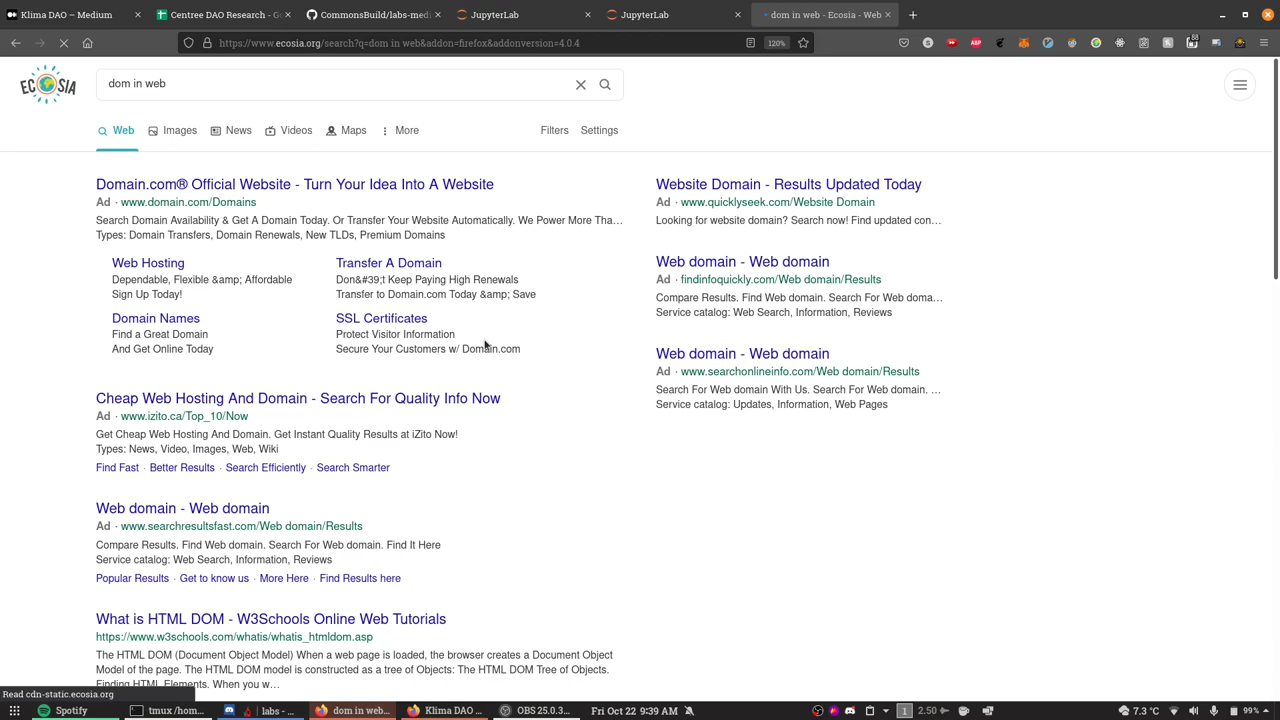 Klima DAO — Medium
Centree DAO Research - G
CommonsBuild/labs-med
JupyterLab
JupyterLab
dom in web - Ecosia - Web
https://www.ecosia.org/search?q=dom in web&addon=firefox&addonversion=4.0.4
120%
88
ECOSIA
dom in web
Web
Images
News
Videos
Maps
More
Filters
Settings
Domain.com® Official Website - Turn Your Idea Into A Website
Ad · www.domain.com/Domains
Search Domain Availability & Get A Domain Today. Or Transfer Your Website Automatically. We Power More Tha…
Types: Domain Transfers, Domain Renewals, New TLDs, Premium Domains
Web Hosting
Dependable, Flexible &amp; Affordable
Sign Up Today!
Transfer A Domain
Don&#39;t Keep Paying High Renewals
Transfer to Domain.com Today &amp; Save
Domain Names
Find a Great Domain
And Get Online Today
SSL Certificates
Protect Visitor Information
Secure Your Customers w/ Domain.com
Cheap Web Hosting And Domain - Search For Quality Info Now
Ad · www.izito.ca/Top_10/Now
Get Cheap Web Hosting And Domain. Get Instant Quality Results at iZito Now!
Types: News, Video, Images, Web, Wiki
Find Fast · Better Results · Search Efficiently · Search Smarter
Web domain - Web domain
Ad · www.searchresultsfast.com/Web domain/Results
Compare Results. Find Web domain. Search For Web domain. Find It Here
Service catalog: Web Search, Information, Reviews
Popular Results · Get to know us · More Here · Find Results here
What is HTML DOM - W3Schools Online Web Tutorials
https://www.w3schools.com/whatis/whatis_htmldom.asp
The HTML DOM (Document Object Model) When a web page is loaded, the browser creates a Document Object
Model of the page. The HTML DOM model is constructed as a tree of Objects: The HTML DOM Tree of Objects.
Finding HTML Elements. When you w…
Website Domain - Results Updated Today
Ad · www.quicklyseek.com/Website Domain
Looking for website domain? Search now! Find updated con…
Web domain - Web domain
Ad · findinfoquickly.com/Web domain/Results
Compare Results. Find Web domain. Search For Web doma…
Service catalog: Web Search, Information, Reviews
Web domain - Web domain
Ad · www.searchonlineinfo.com/Web domain/Results
Search For Web domain With Us. Search For Web domain. …
Service catalog: Updates, Information, Web Pages
Read cdn-static.ecosia.org
Spotify
tmux /hom…
labs - …
dom in web…
Klima DAO …
OBS 25.0.3…
Fri Oct 22 9:39 AM
1
2.50
7.3 °C
99%